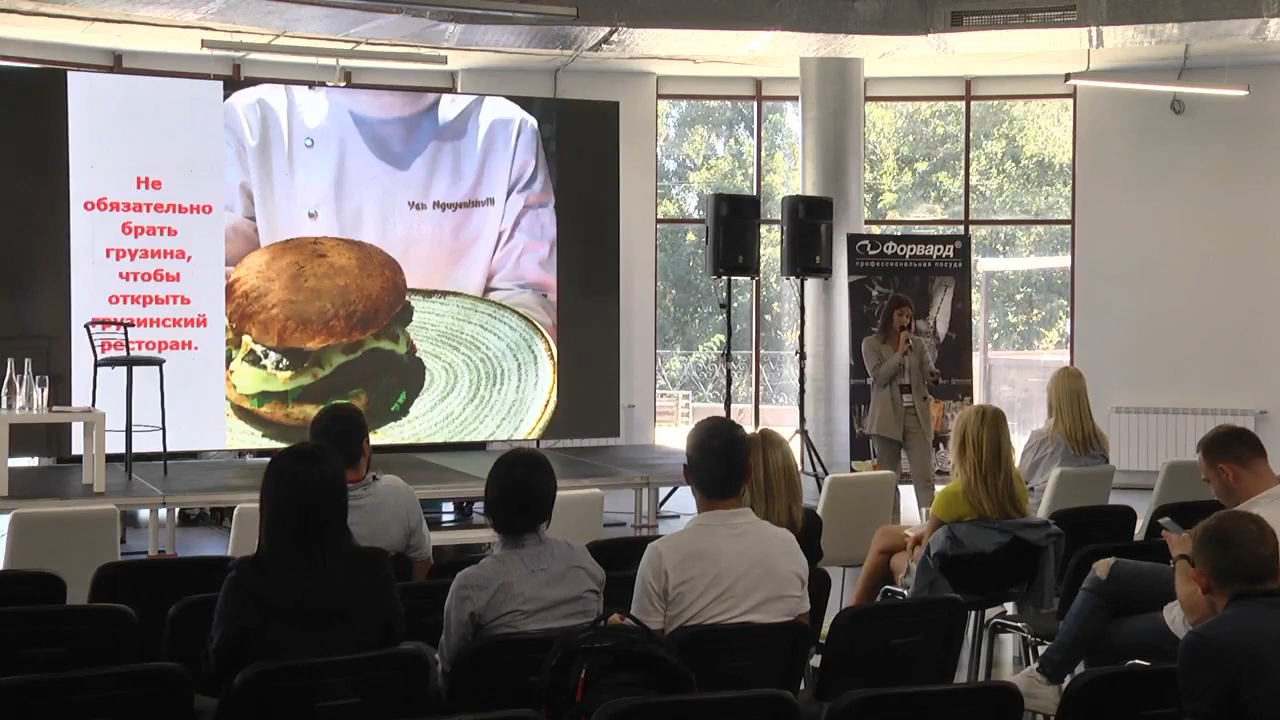 Не
обязательно
брать
грузина,
чтобы
открыть
грузинский
ресторан.
Yan Nguyenishvili
Форвард®
профессиональная посуда